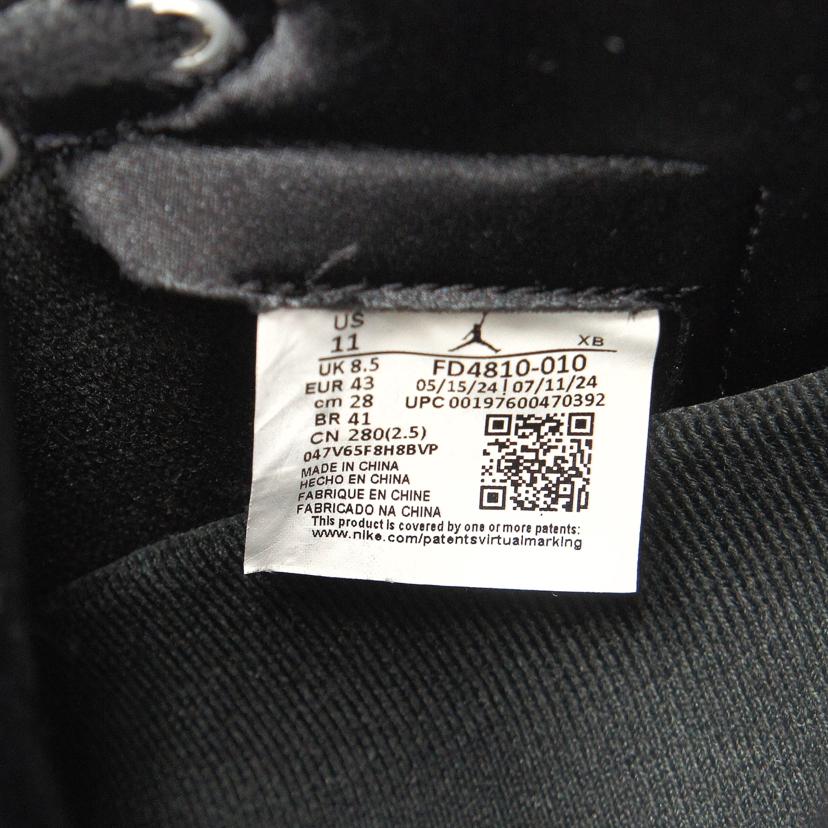 US
11
XB
UK 8.5
FD4810-010
EUR 43
05/15/24 | 07/11/24
cm 28
UPC 00197600470392
BR 41
CN 280(2.5)
047V65F8H8BVP
MADE IN CHINA
HECHO EN CHINA
FABRIQUE EN CHINE
FABRICADO NA CHINA
This product is covered by one or more patents:
www.nike.com/patentsvirtualmarking